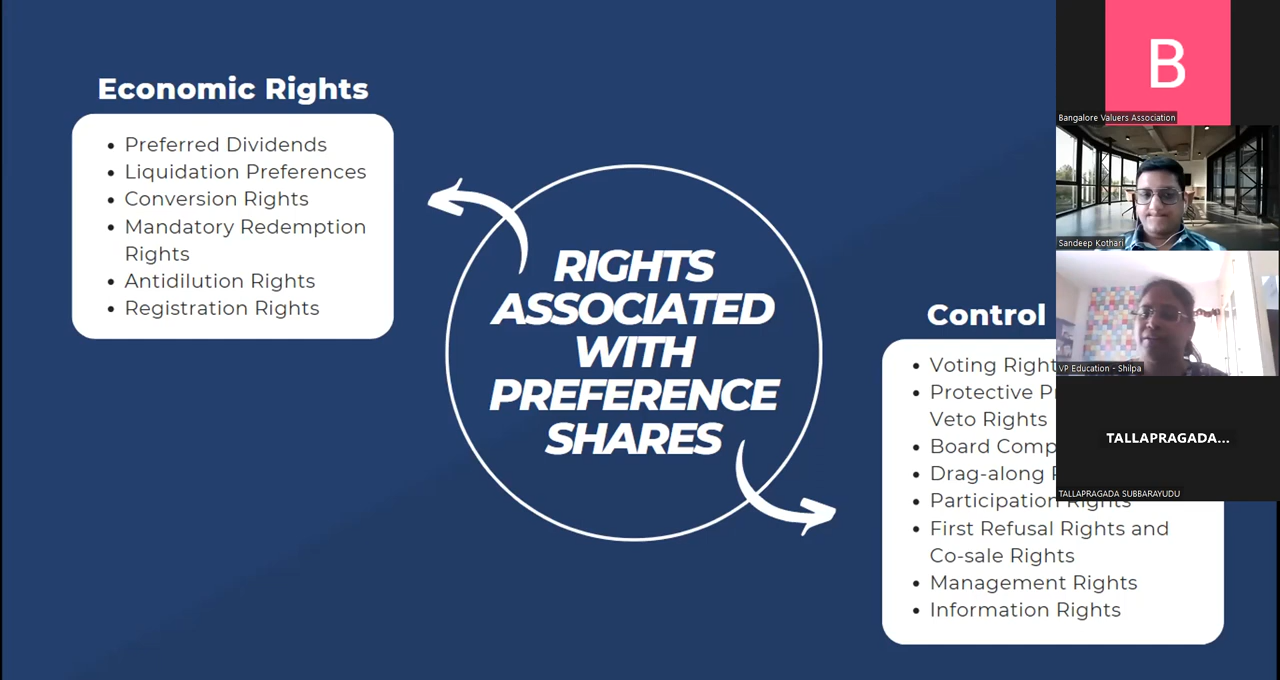 Economic Rights
Preferred Dividends
Liquidation Preferences
Conversion Rights
Mandatory Redemption
Rights
Antidilution Rights
Registration Rights
RIGHTS
ASSOCIATED
WITH
PREFERENCE
SHARES
Control
Voting
Protective
Veto Rights
Board
Drag-along
Participation Rights
First Refusal Rights and
Co-sale Rights
Management Rights
Information Rights
B
Bangalore Valuers Association
Sandeep Kothari
VP Education - Shilpa
TALLAPRAGADA...
TALLAPRAGADA SUBBARAYUDU